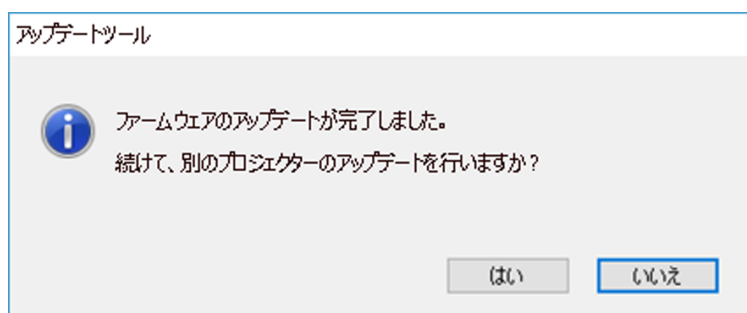 アップデートツール
ファームウェアのアップデートが完了しました。
続けて、別のプロジェクターのアップデートを行いますか？
はい
いいえ